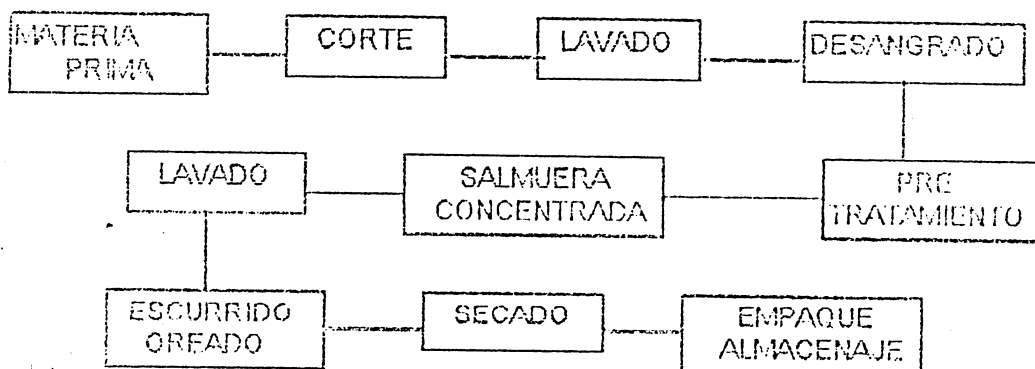 MATERIA
PRIMA
CORTE
LAVADO
DESANGRADO
PRE
TRATAMIENTO
SALMUERA
CONCENTRADA
LAVADO
ESCURRIDO
OREADO
SECADO
EMPAQUE
ALMACENAJE